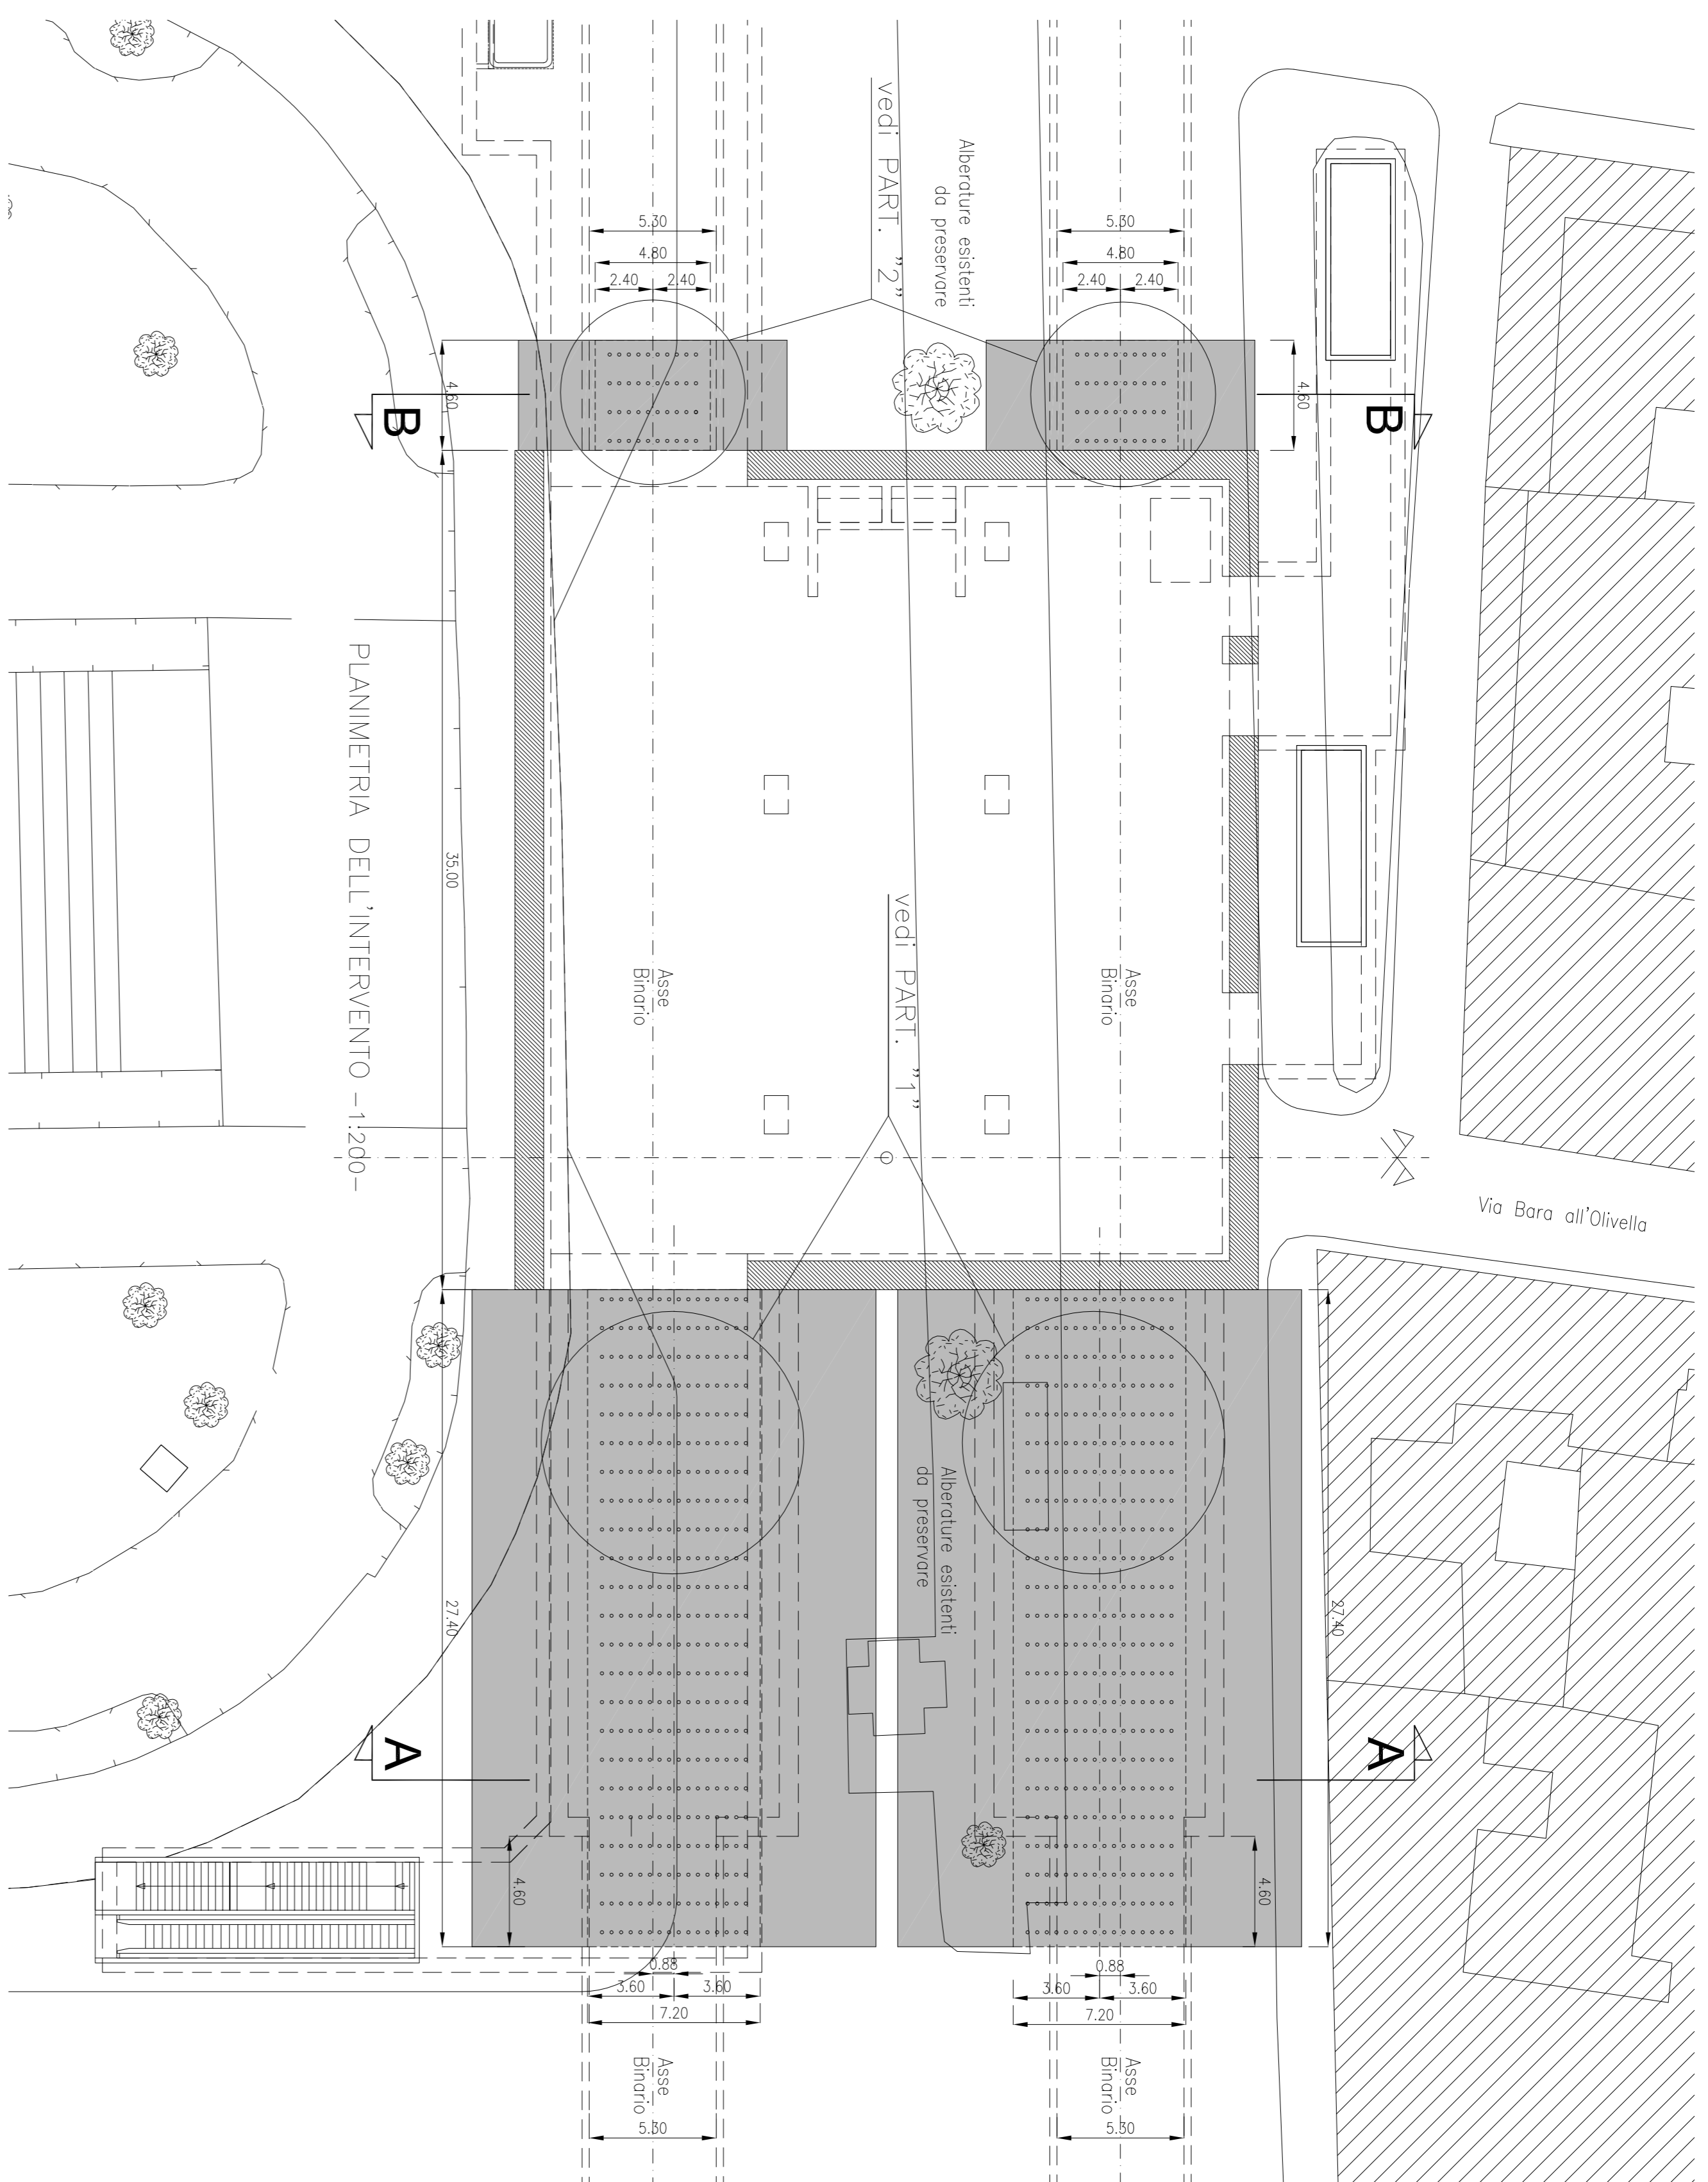 vedi PART. "2"
Alberature esistenti
da preservare
5.30
4.80
2.40 2.40
5.30
4.80
2.40 2.40
4.60
4.60
B
B
PLANIMETRIA DELL'INTERVENTO -1:200-
35.00
Asse
Binario
vedi PART. "1"
Asse
Binario
Via Bara all'Olivella
Alberature esistenti
da preservare
27.40
27.40
A
A
4.60
4.60
0.88
3.60 3.60
7.20
0.88
3.60 3.60
7.20
Asse
Binario
Asse
Binario
5.30
5.30